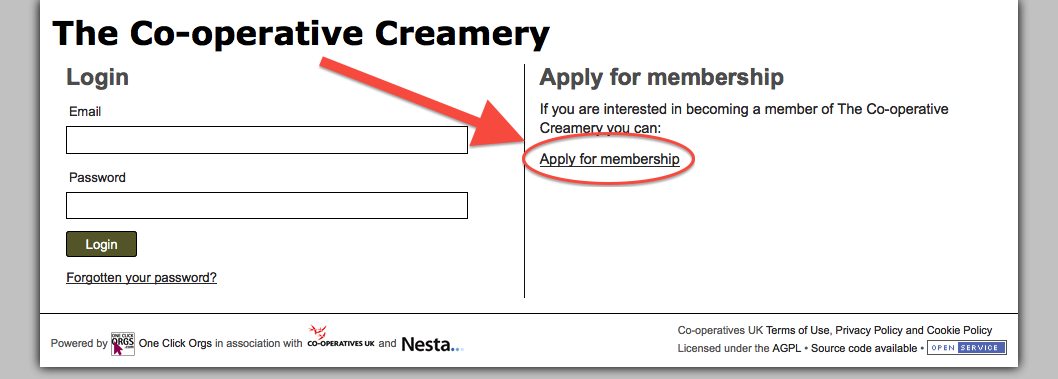 The Co-operative Creamery
Login
Email
Password
Login
Forgotten your password?
Apply for membership
If you are interested in becoming a member of The Co-operative
Creamery you can:
Apply for membership
Powered by ONE CLICK ORGS .com One Click Orgs in association with CO-OPERATIVES UK and Nesta...
Co-operatives UK Terms of Use, Privacy Policy and Cookie Policy
Licensed under the AGPL • Source code available • OPEN SERVICE